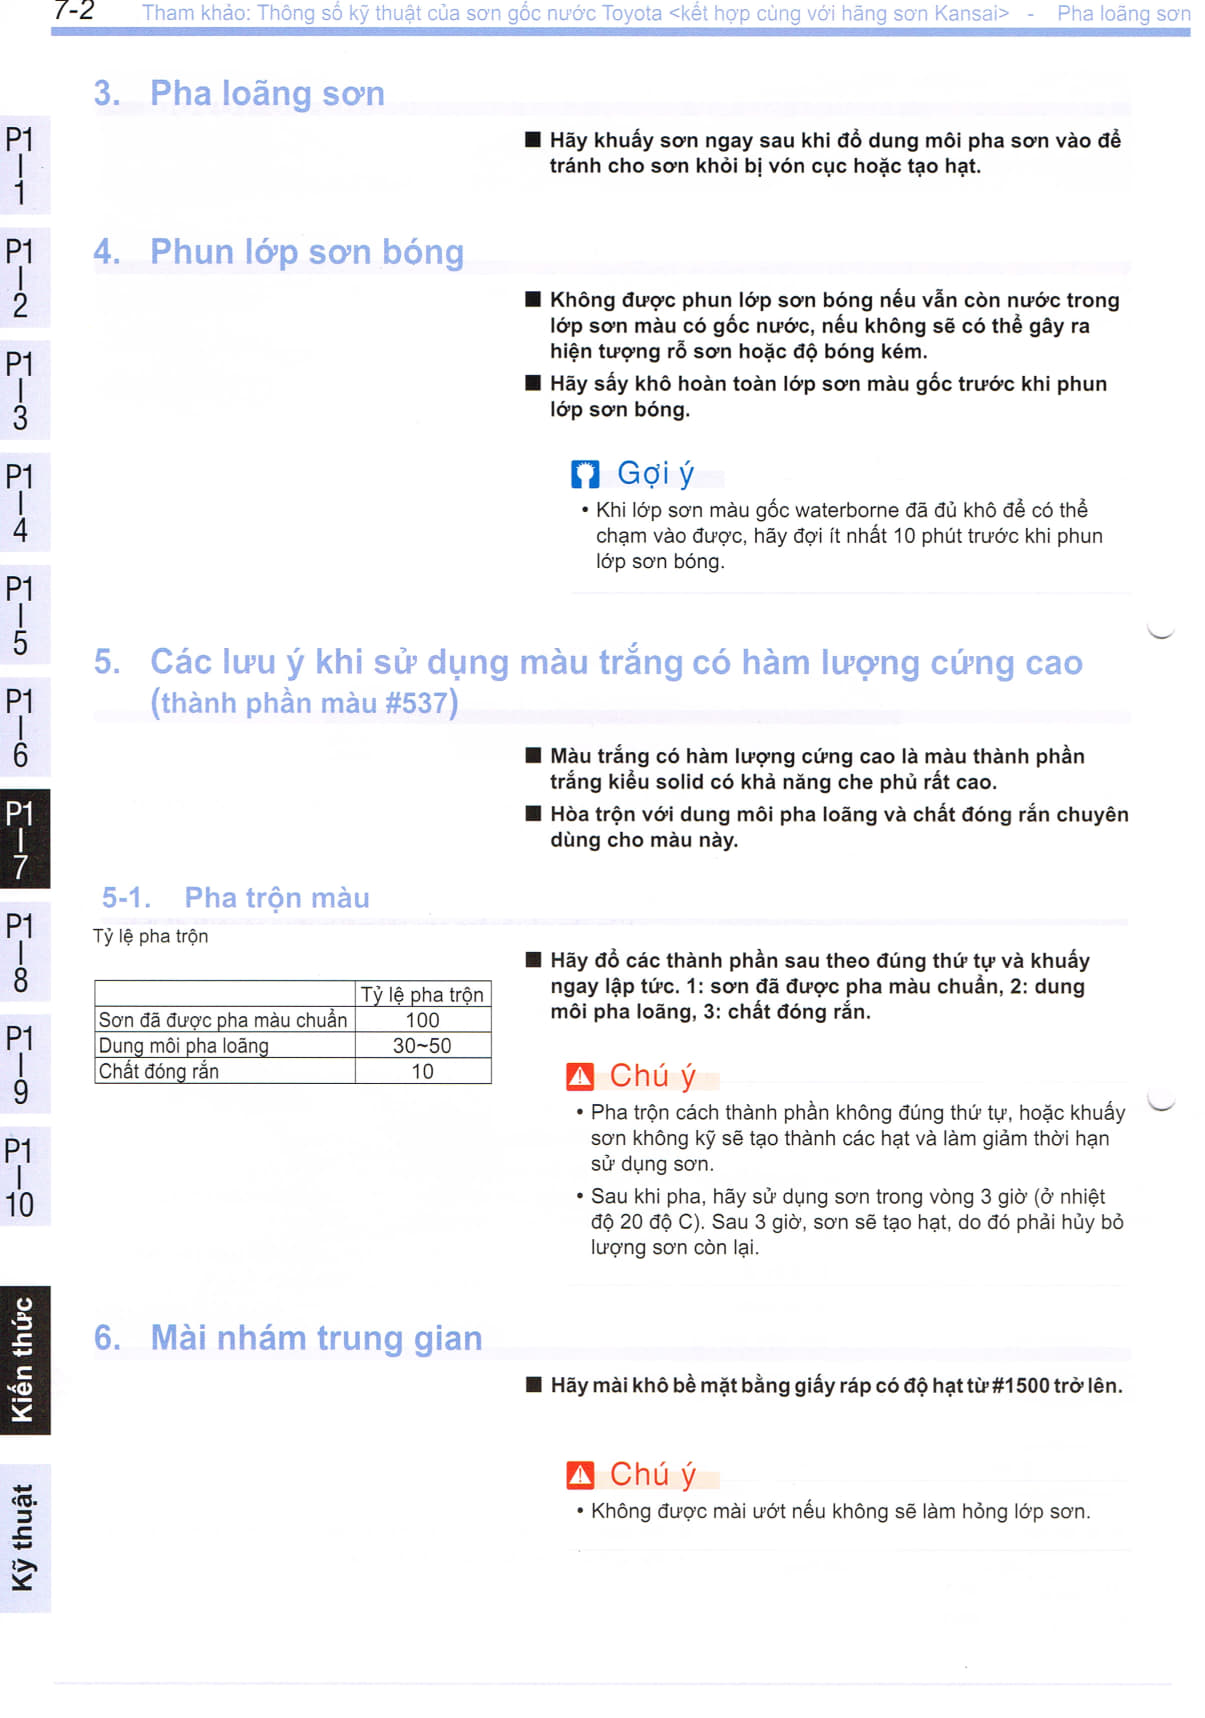 7-2 Tham khảo: Thông số kỹ thuật của sơn gốc nước Toyota <kết hợp cùng với hãng sơn Kansai> - Pha loãng sơn
3. Pha loãng sơn
■ Hãy khuấy sơn ngay sau khi đổ dung môi pha sơn vào để
tránh cho sơn khỏi bị vón cục hoặc tạo hạt.
4. Phun lớp sơn bóng
■ Không được phun lớp sơn bóng nếu vẫn còn nước trong
lớp sơn màu có gốc nước, nếu không sẽ có thể gây ra
hiện tượng rỗ sơn hoặc độ bóng kém.
■ Hãy sấy khô hoàn toàn lớp sơn màu gốc trước khi phun
lớp sơn bóng.
Gợi ý
• Khi lớp sơn màu gốc waterborne đã đủ khô để có thể
chạm vào được, hãy đợi ít nhất 10 phút trước khi phun
lớp sơn bóng.
5. Các lưu ý khi sử dụng màu trắng có hàm lượng cứng cao
(thành phần màu #537)
■ Màu trắng có hàm lượng cứng cao là màu thành phần
trắng kiểu solid có khả năng che phủ rất cao.
■ Hòa trộn với dung môi pha loãng và chất đóng rắn chuyên
dùng cho màu này.
5-1. Pha trộn màu
Tỷ lệ pha trộn
Tỷ lệ pha trộn
Sơn đã được pha màu chuẩn 100
Dung môi pha loãng 30~50
Chất đóng rắn 10
■ Hãy đổ các thành phần sau theo đúng thứ tự và khuấy
ngay lập tức. 1: sơn đã được pha màu chuẩn, 2: dung
môi pha loãng, 3: chất đóng rắn.
Chú ý
• Pha trộn cách thành phần không đúng thứ tự, hoặc khuấy
sơn không kỹ sẽ tạo thành các hạt và làm giảm thời hạn
sử dụng sơn.
• Sau khi pha, hãy sử dụng sơn trong vòng 3 giờ (ở nhiệt
độ 20 độ C). Sau 3 giờ, sơn sẽ tạo hạt, do đó phải hủy bỏ
lượng sơn còn lại.
6. Mài nhám trung gian
■ Hãy mài khô bề mặt bằng giấy ráp có độ hạt từ #1500 trở lên.
Chú ý
• Không được mài ướt nếu không sẽ làm hỏng lớp sơn.
P1
|
1
P1
|
2
P1
|
3
P1
|
4
P1
|
5
P1
|
6
P1
|
7
P1
|
8
P1
|
9
P1
|
10
Kiến thức
Kỹ thuật